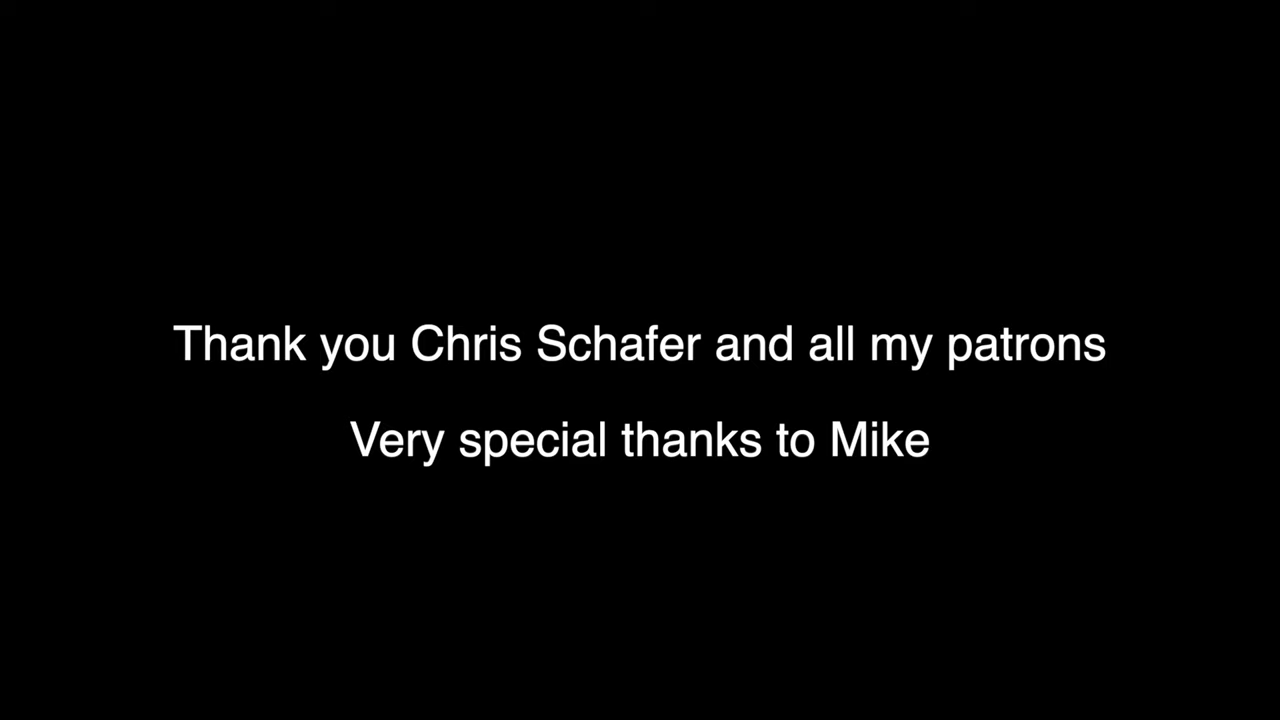 Thank you Chris Schafer and all my patrons
Very special thanks to Mike